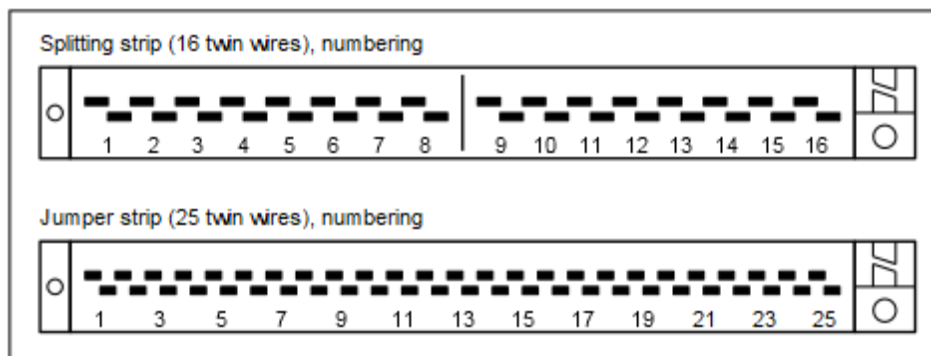 Splitting strip (16 twin wires), numbering
1 2 3 4 5 6 7 8 9 10 11 12 13 14 15 16
Jumper strip (25 twin wires), numbering
1 3 5 7 9 11 13 15 17 19 21 23 25